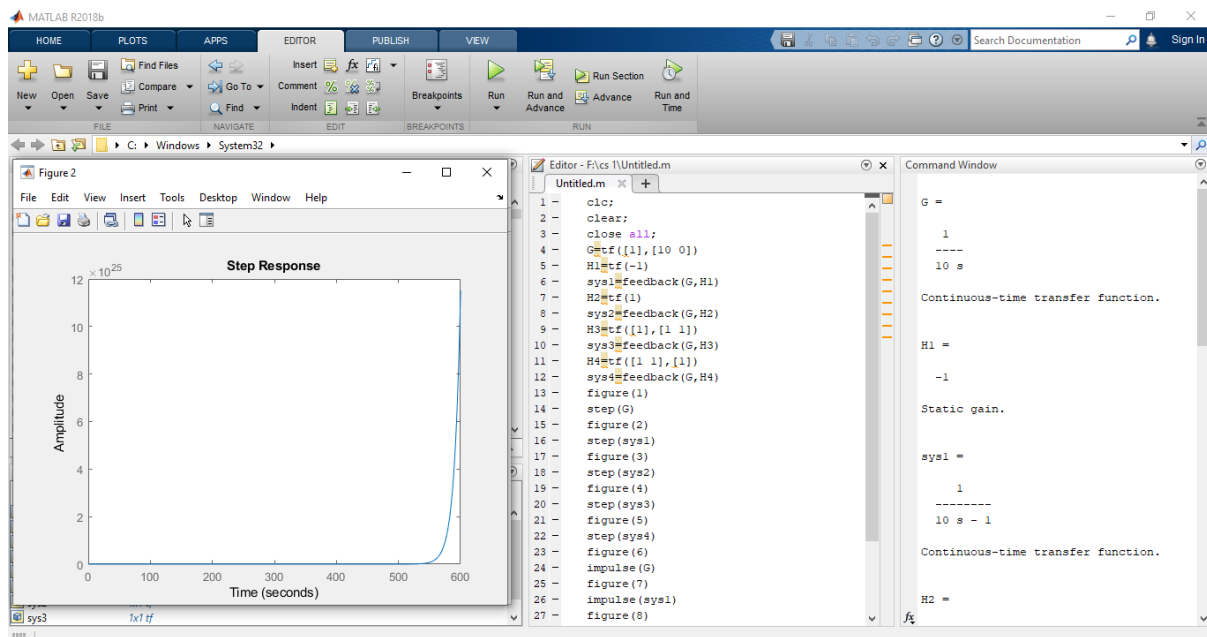 MATLAB R2018b
HOME PLOTS APPS EDITOR PUBLISH VIEW
Search Documentation
Sign In
New
Open
Save
Find Files
Compare
Print
FILE
Go To
Find
NAVIGATE
Insert
Comment
Indent
EDIT
Breakpoints
BREAKPOINTS
Run
Run and Advance
Run Section
Advance
Run and Time
RUN
C: Windows System32
Figure 2
File Edit View Insert Tools Desktop Window Help
Step Response
× 10^25
12
10
8
6
4
2
0
0 100 200 300 400 500 600
Amplitude
Time (seconds)
sys3 1x1 tf
Editor - F:\cs 1\Untitled.m
Untitled.m
1 – clc;
2 – clear;
3 – close all;
4 – G=tf([1],[10 0])
5 – H1=tf(-1)
6 – sys1=feedback(G,H1)
7 – H2=tf(1)
8 – sys2=feedback(G,H2)
9 – H3=tf([1],[1 1])
10 – sys3=feedback(G,H3)
11 – H4=tf([1 1],[1])
12 – sys4=feedback(G,H4)
13 – figure(1)
14 – step(G)
15 – figure(2)
16 – step(sys1)
17 – figure(3)
18 – step(sys2)
19 – figure(4)
20 – step(sys3)
21 – figure(5)
22 – step(sys4)
23 – figure(6)
24 – impulse(G)
25 – figure(7)
26 – impulse(sys1)
27 – figure(8)
Command Window
G =
1
----
10 s
Continuous-time transfer function.
H1 =
-1
Static gain.
sys1 =
1
--------
10 s - 1
Continuous-time transfer function.
H2 =
fx